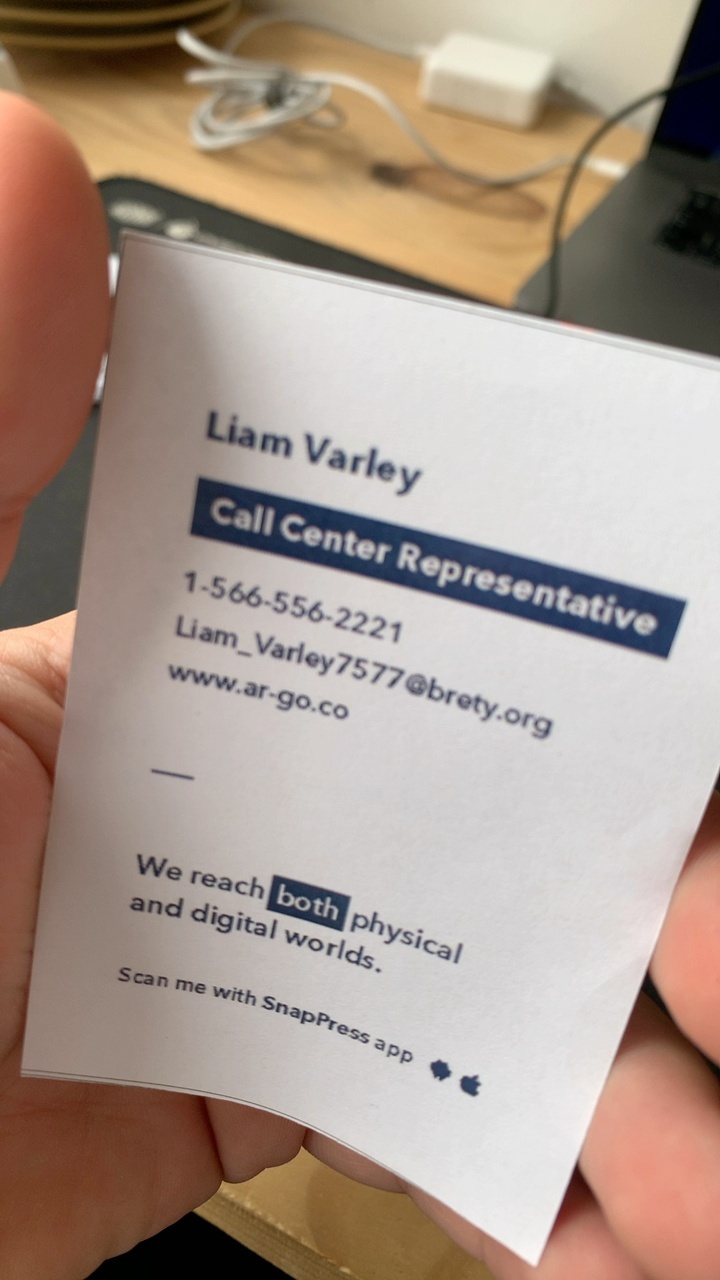 Liam Varley
Call Center Representative
1-566-556-2221
Liam_Varley7577@brety.org
www.ar-go.co
We reach both physical
and digital worlds.
Scan me with SnapPress app